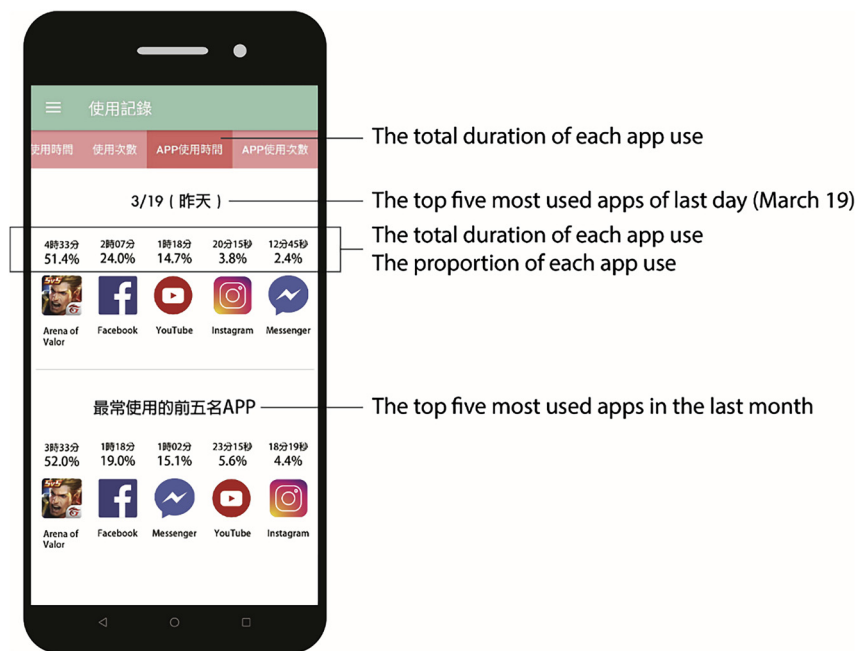 使用記錄
使用時間 使用次數 APP使用時間 APP使用次數
The total duration of each app use
3/19 ( 昨天 )
The top five most used apps of last day (March 19)
4時33分 2時07分 1時18分 20分15秒 12分45秒
51.4% 24.0% 14.7% 3.8% 2.4%
The total duration of each app use
The proportion of each app use
5v5
Arena of Valor Facebook YouTube Instagram Messenger
最常使用的前五名APP
The top five most used apps in the last month
3時33分 1時18分 1時02分 23分15秒 18分19秒
52.0% 19.0% 15.1% 5.6% 4.4%
5v5
Arena of Valor Facebook Messenger YouTube Instagram